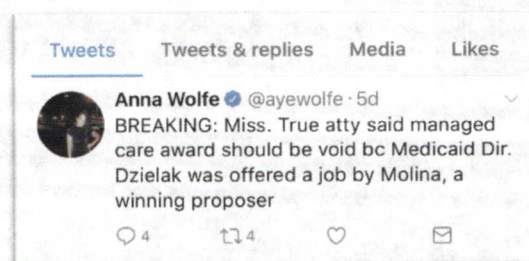 Tweets Tweets & replies Media Likes
Anna Wolfe @ayewolfe · 5d
BREAKING: Miss. True atty said managed
care award should be void bc Medicaid Dir.
Dzielak was offered a job by Molina, a
winning proposer
4 4